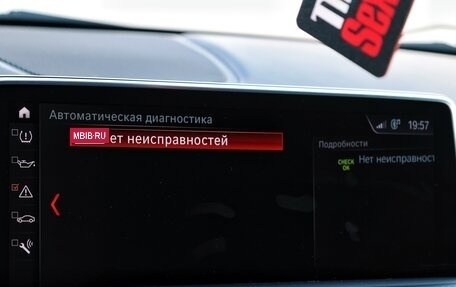 Автоматическая диагностика
19:57
MBIB.RU ет неисправностей
Подробности
CHECK OK
Нет неисправност